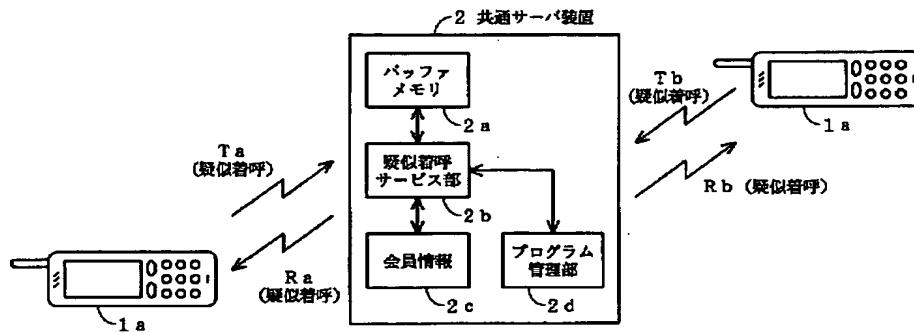 2 共通サーバ装置
バッファ
メモリ
2a
疑似着呼
サービス部
2b
会員情報
2c
プログラム
管理部
2d
Ta
(疑似着呼)
Ra
(疑似着呼)
1a
Tb
(疑似着呼)
Rb (疑似着呼)
1a